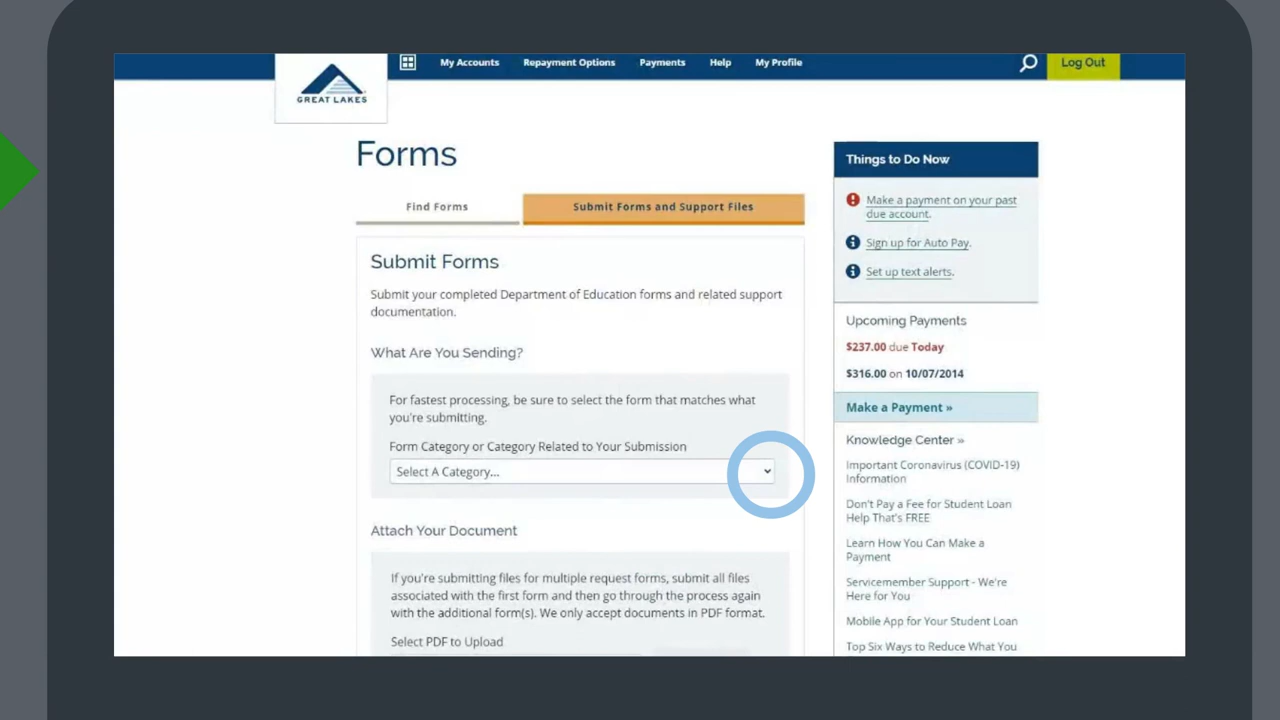 My Accounts Repayment Options Payments Help My Profile Log Out
GREAT LAKES
Forms
Find Forms
Submit Forms and Support Files
Submit Forms
Submit your completed Department of Education forms and related support
documentation.
What Are You Sending?
For fastest processing, be sure to select the form that matches what
you're submitting.
Form Category or Category Related to Your Submission
Select A Category...
Attach Your Document
If you're submitting files for multiple request forms, submit all files
associated with the first form and then go through the process again
with the additional form(s). We only accept documents in PDF format.
Select PDF to Upload
Things to Do Now
Make a payment on your past
due account.
Sign up for Auto Pay.
Set up text alerts.
Upcoming Payments
$237.00 due Today
$316.00 on 10/07/2014
Make a Payment »
Knowledge Center »
Important Coronavirus (COVID-19)
Information
Don't Pay a Fee for Student Loan
Help That's FREE
Learn How You Can Make a
Payment
Servicemember Support - We're
Here for You
Mobile App for Your Student Loan
Top Six Ways to Reduce What You